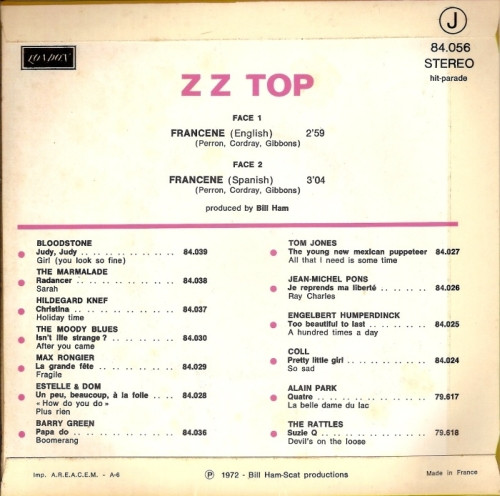 J
LONDON
84.056
STEREO
hit-parade
Z Z TOP
FACE 1
FRANCENE (English) 2'59
(Perron, Cordray, Gibbons)
FACE 2
FRANCENE (Spanish) 3'04
(Perron, Cordray, Gibbons)
produced by Bill Ham
BLOODSTONE
Judy, Judy .. .. .. .. .. .. .. 84.039
Girl (you look so fine)
THE MARMALADE
Radancer .. .. .. .. .. .. .. 84.038
Sarah
HILDEGARD KNEF
Christina .. .. .. .. .. .. .. 84.037
Holiday time
THE MOODY BLUES
Isn't life strange ? .. .. .. .. 84.030
After you came
MAX RONGIER
La grande fête .. .. .. .. .. 84.029
Fragile
ESTELLE & DOM
Un peu, beaucoup, à la folie .. .. 84.028
« How do you do »
Plus rien
BARRY GREEN
Papa do .. .. .. .. .. .. .. 84.036
Boomerang
TOM JONES
The young new mexican puppeteer 84.027
All that I need is some time
JEAN-MICHEL PONS
Je reprends ma liberté .. .. .. .. 84.026
Ray Charles
ENGELBERT HUMPERDINCK
Too beautiful to last .. .. .. .. 84.025
A hundred times a day
COLL
Pretty little girl .. .. .. .. .. 84.024
So sad
ALAIN PARK
Quatre .. .. .. .. .. .. .. .. 79.617
La belle dame du lac
THE RATTLES
Suzie Q .. .. .. .. .. .. .. 79.618
Devil's on the loose
Imp. A.R.E.A.C.E.M. - A-6
Ⓟ 1972 - Bill Ham-Scat productions
Made in France